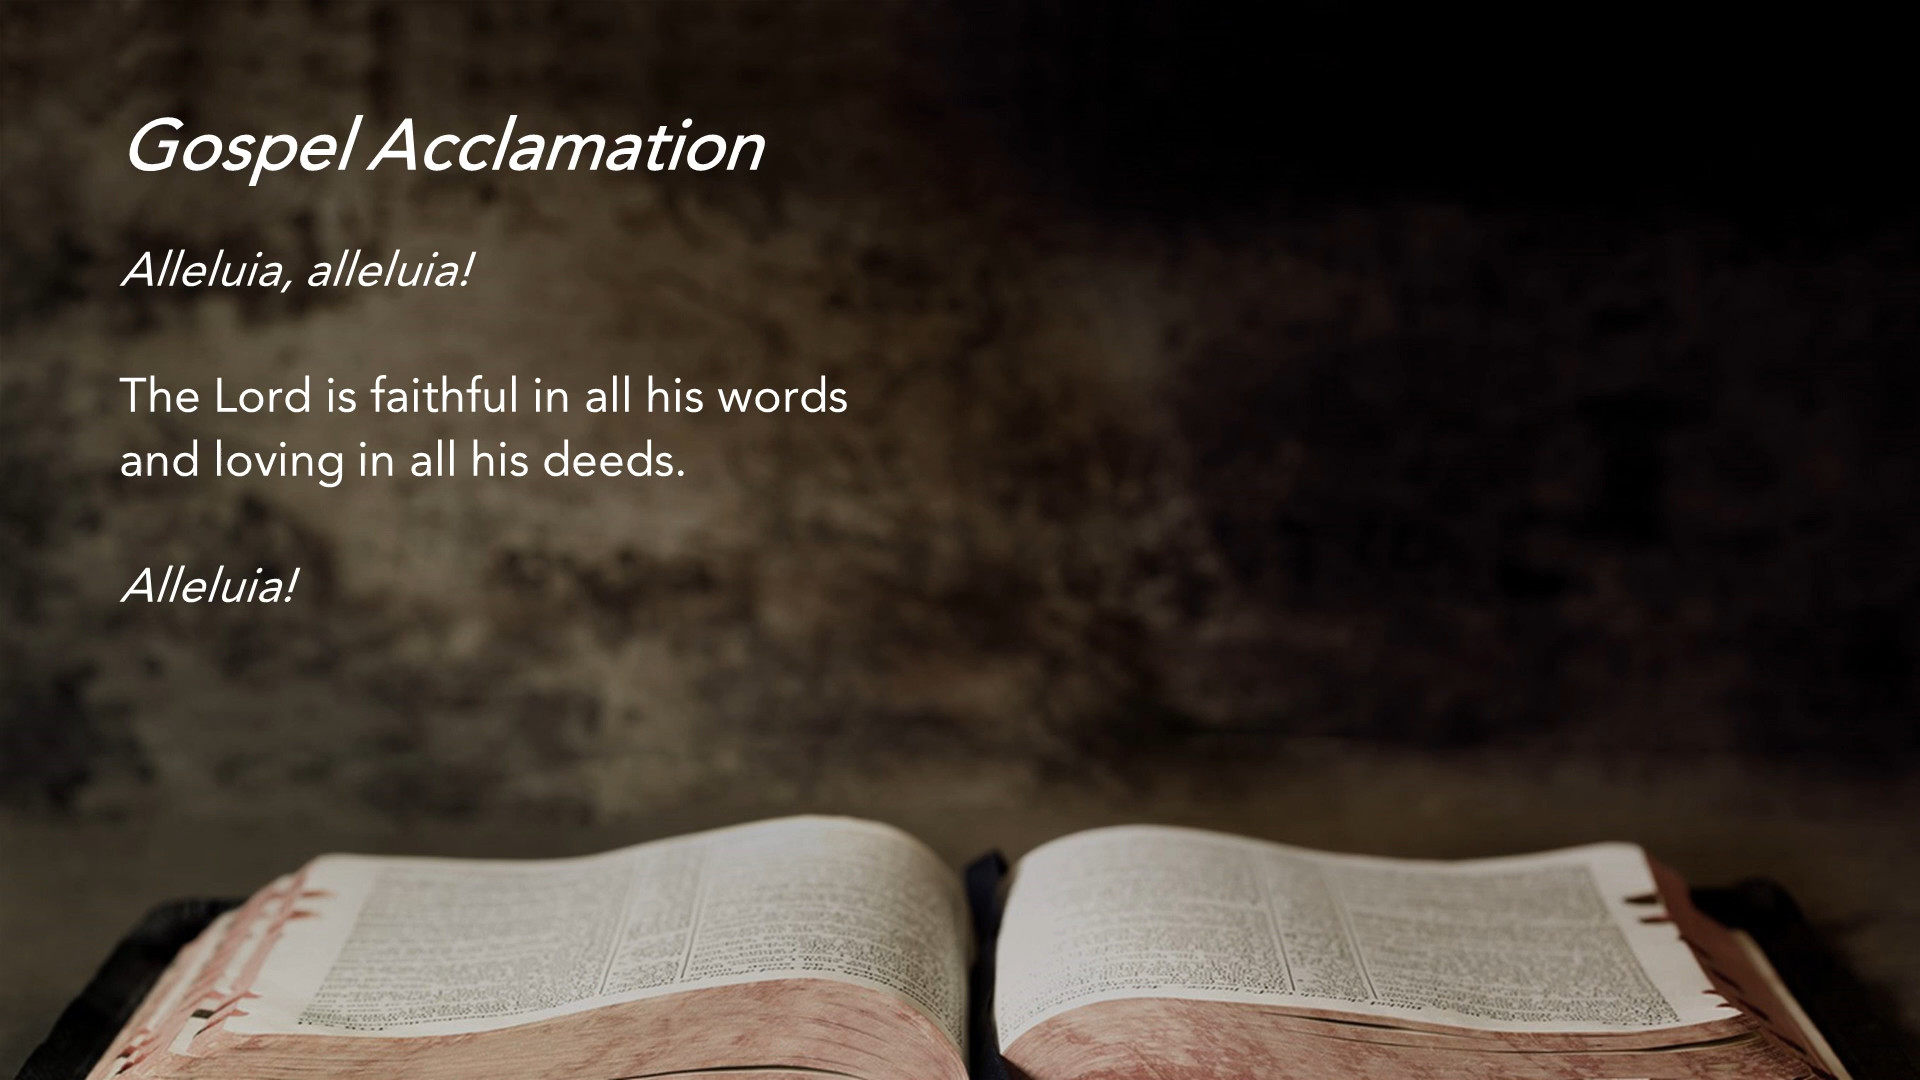 Gospel Acclamation
Alleluia, alleluia!
The Lord is faithful in all his words
and loving in all his deeds.
Alleluia!